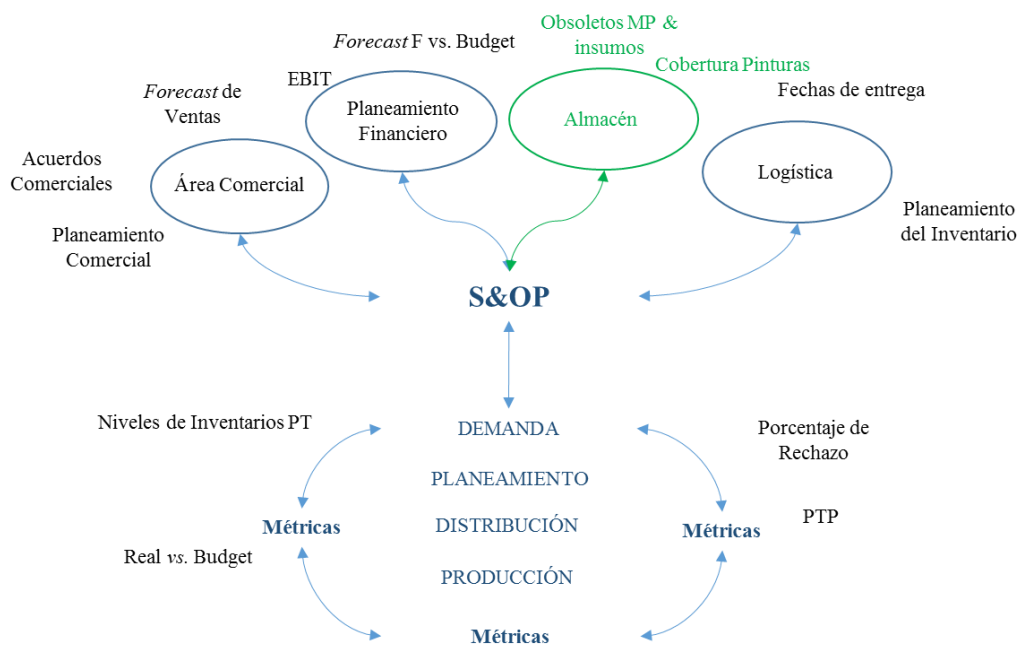 Obsoletos MP &
insumos
Forecast F vs. Budget
Cobertura Pinturas
EBIT
Fechas de entrega
Forecast de
Ventas
Planeamiento
Financiero
Almacén
Acuerdos
Comerciales
Área Comercial
Logística
Planeamiento
Comercial
Planeamiento
del Inventario
S&OP
Niveles de Inventarios PT
DEMANDA
Porcentaje de
Rechazo
PLANEAMIENTO
Métricas
DISTRIBUCIÓN
Métricas
PTP
Real vs. Budget
PRODUCCIÓN
Métricas